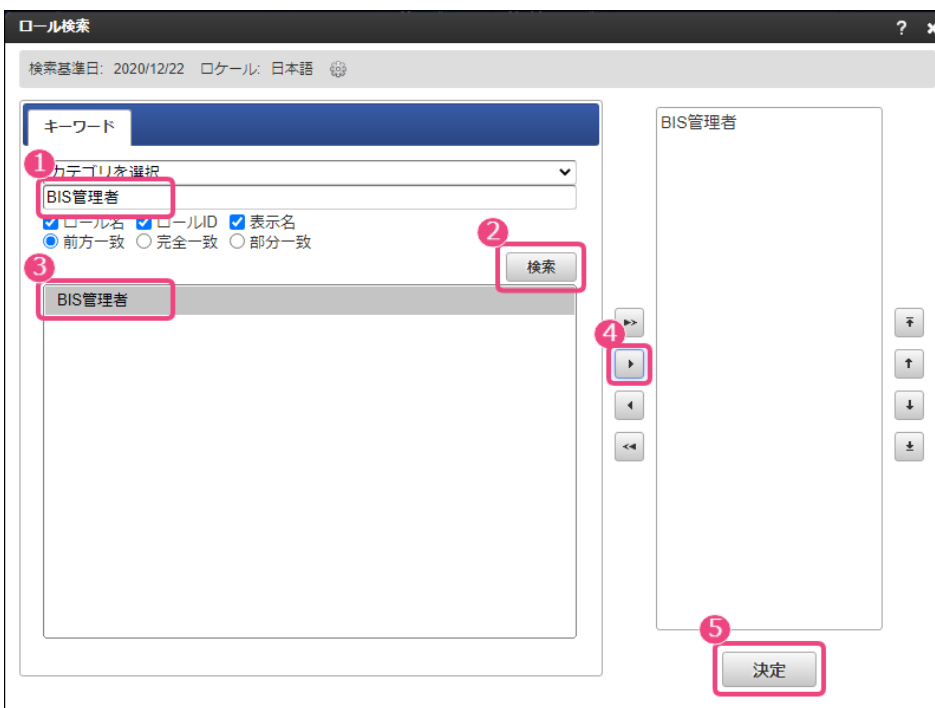 ロール検索
? ×
検索基準日: 2020/12/22 ロケール: 日本語
キーワード
1
カテゴリを選択
BIS管理者
ロール名 ロールID 表示名
前方一致 完全一致 部分一致
2
検索
3
BIS管理者
4
BIS管理者
5
決定